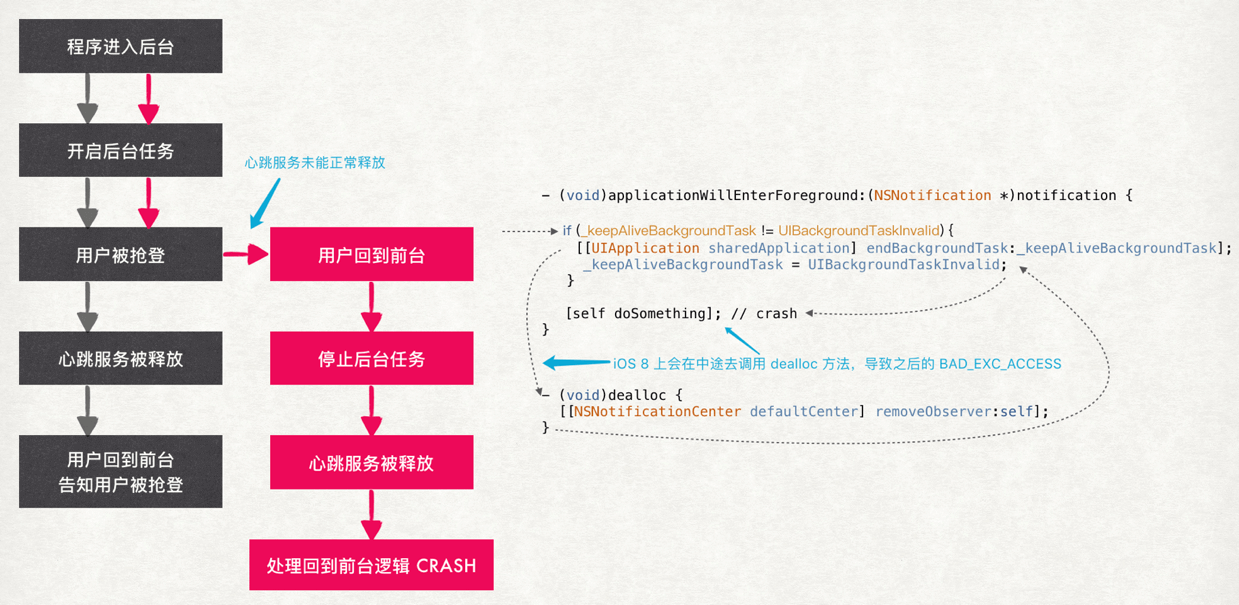 程序进入后台
开启后台任务
用户被抢登
心跳服务被释放
用户回到前台
告知用户被抢登
心跳服务未能正常释放
用户回到前台
停止后台任务
心跳服务被释放
处理回到前台逻辑 CRASH
- (void)applicationWillEnterForeground:(NSNotification *)notification {
if (_keepAliveBackgroundTask != UIBackgroundTaskInvalid) {
[[UIApplication sharedApplication] endBackgroundTask:_keepAliveBackgroundTask];
_keepAliveBackgroundTask = UIBackgroundTaskInvalid;
}
[self doSomething]; // crash
}
iOS 8 上会在中途去调用 dealloc 方法，导致之后的 BAD_EXC_ACCESS
- (void)dealloc {
[[NSNotificationCenter defaultCenter] removeObserver:self];
}